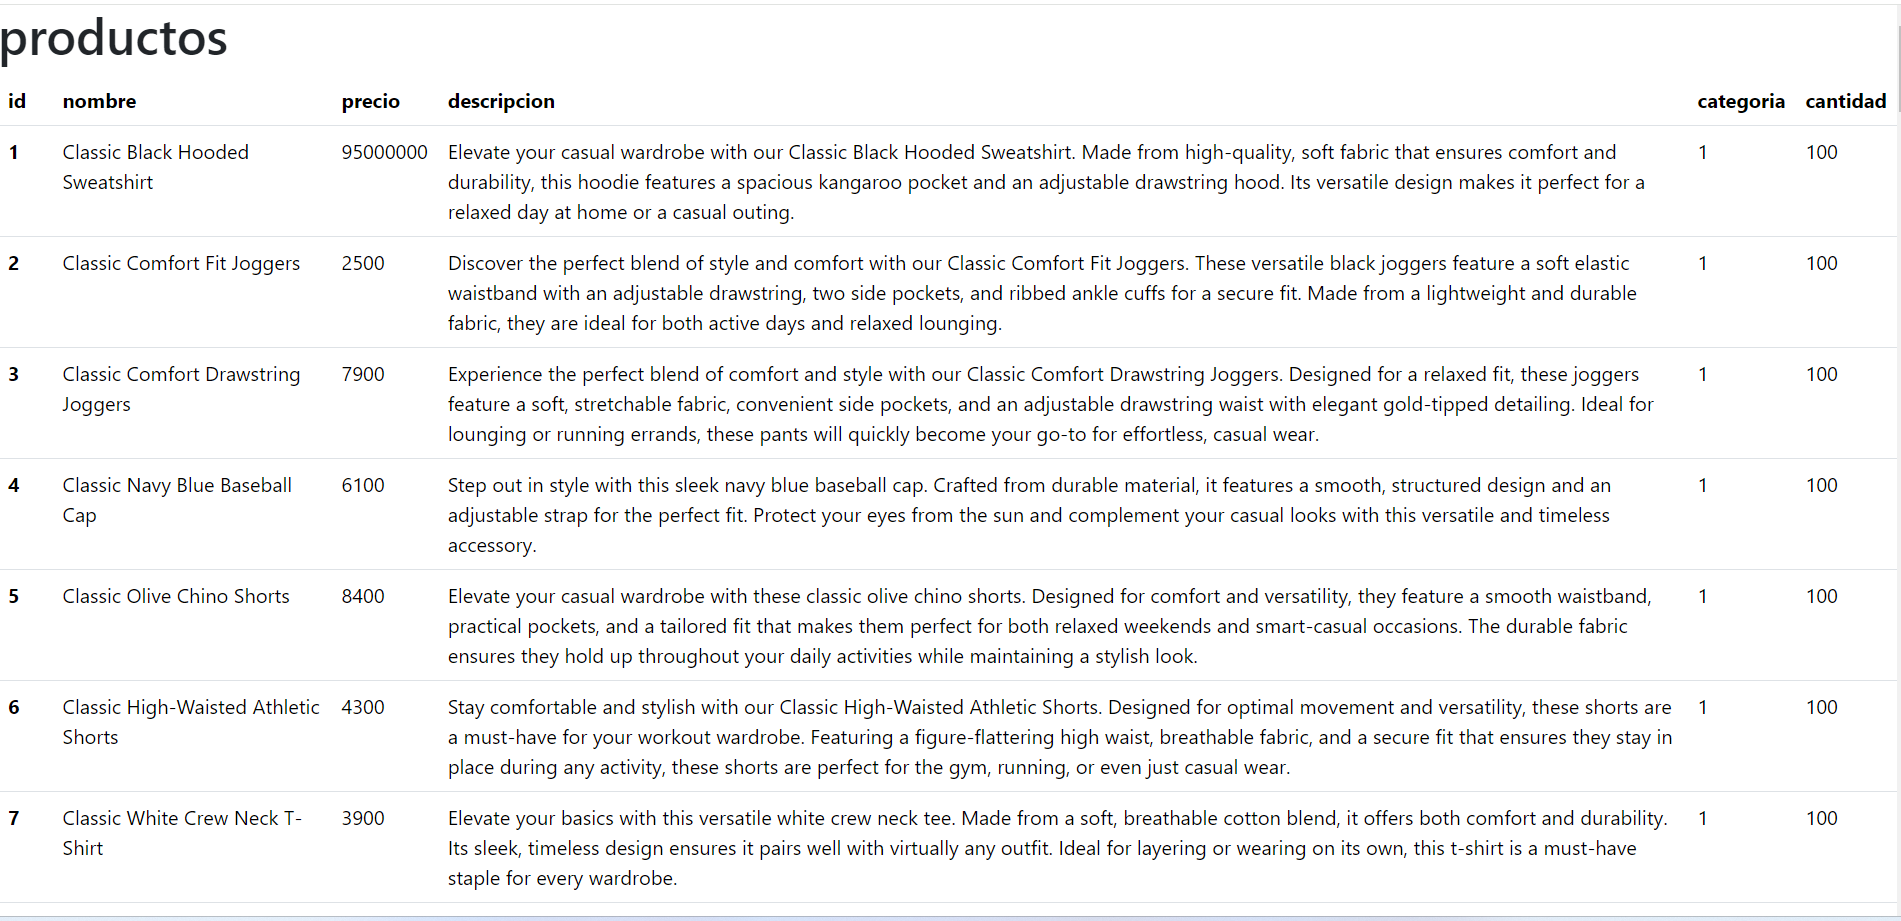 productos
id nombre precio descripcion categoria cantidad
1 Classic Black Hooded 95000000 Elevate your casual wardrobe with our Classic Black Hooded Sweatshirt. Made from high-quality, soft fabric that ensures comfort and 1 100
Sweatshirt durability, this hoodie features a spacious kangaroo pocket and an adjustable drawstring hood. Its versatile design makes it perfect for a
relaxed day at home or a casual outing.
2 Classic Comfort Fit Joggers 2500 Discover the perfect blend of style and comfort with our Classic Comfort Fit Joggers. These versatile black joggers feature a soft elastic 1 100
waistband with an adjustable drawstring, two side pockets, and ribbed ankle cuffs for a secure fit. Made from a lightweight and durable
fabric, they are ideal for both active days and relaxed lounging.
3 Classic Comfort Drawstring 7900 Experience the perfect blend of comfort and style with our Classic Comfort Drawstring Joggers. Designed for a relaxed fit, these joggers 1 100
Joggers feature a soft, stretchable fabric, convenient side pockets, and an adjustable drawstring waist with elegant gold-tipped detailing. Ideal for
lounging or running errands, these pants will quickly become your go-to for effortless, casual wear.
4 Classic Navy Blue Baseball 6100 Step out in style with this sleek navy blue baseball cap. Crafted from durable material, it features a smooth, structured design and an 1 100
Cap adjustable strap for the perfect fit. Protect your eyes from the sun and complement your casual looks with this versatile and timeless
accessory.
5 Classic Olive Chino Shorts 8400 Elevate your casual wardrobe with these classic olive chino shorts. Designed for comfort and versatility, they feature a smooth waistband, 1 100
practical pockets, and a tailored fit that makes them perfect for both relaxed weekends and smart-casual occasions. The durable fabric
ensures they hold up throughout your daily activities while maintaining a stylish look.
6 Classic High-Waisted Athletic 4300 Stay comfortable and stylish with our Classic High-Waisted Athletic Shorts. Designed for optimal movement and versatility, these shorts are 1 100
Shorts a must-have for your workout wardrobe. Featuring a figure-flattering high waist, breathable fabric, and a secure fit that ensures they stay in
place during any activity, these shorts are perfect for the gym, running, or even just casual wear.
7 Classic White Crew Neck T- 3900 Elevate your basics with this versatile white crew neck tee. Made from a soft, breathable cotton blend, it offers both comfort and durability. 1 100
Shirt Its sleek, timeless design ensures it pairs well with virtually any outfit. Ideal for layering or wearing on its own, this t-shirt is a must-have
staple for every wardrobe.